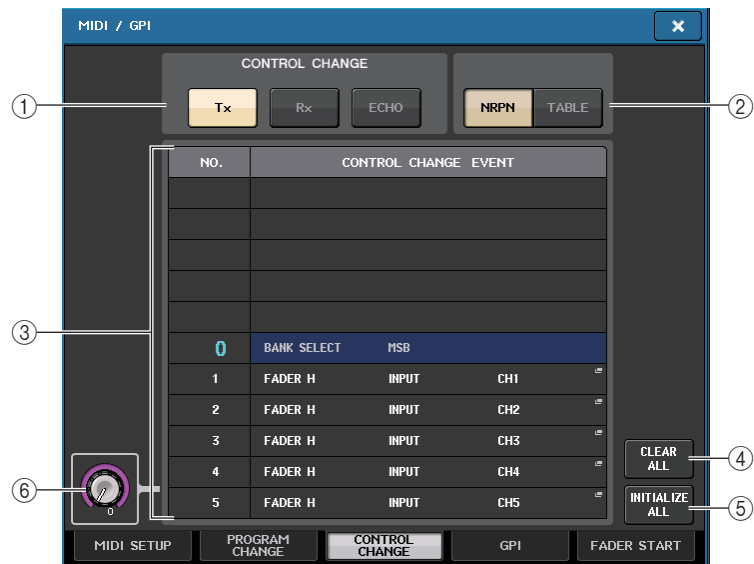 MIDI / GPI
×
CONTROL CHANGE
Tx Rx ECHO
NRPN TABLE
① ②
NO. CONTROL CHANGE EVENT
③
0 BANK SELECT MSB
1 FADER H INPUT CH1
2 FADER H INPUT CH2
3 FADER H INPUT CH3
4 FADER H INPUT CH4
5 FADER H INPUT CH5
CLEAR
ALL
④
INITIALIZE
ALL
⑤
⑥
0
MIDI SETUP
PROGRAM
CHANGE
CONTROL
CHANGE
GPI
FADER START